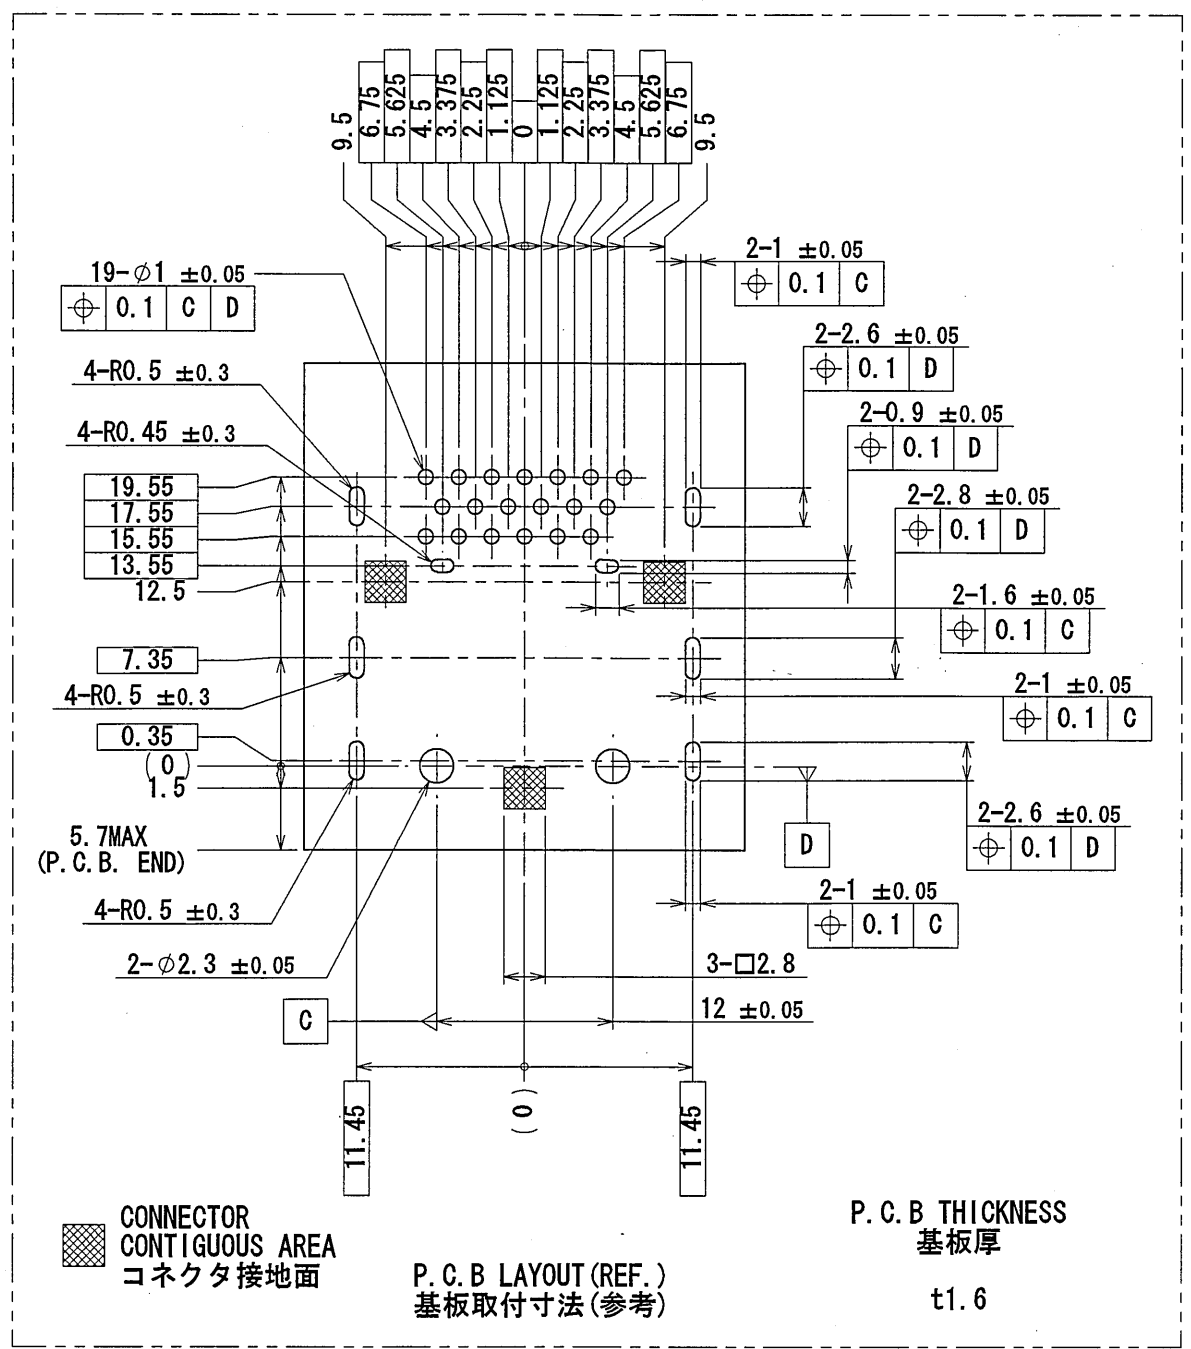 9.5
6.75
5.625
4.5
3.375
2.25
1.125
0
1.125
2.25
3.375
4.5
5.625
6.75
9.5
19-φ1 ±0.05
0.1 C D
2-1 ±0.05
0.1 C
2-2.6 ±0.05
0.1 D
4-R0.5 ±0.3
2-0.9 ±0.05
0.1 D
4-R0.45 ±0.3
19.55
17.55
15.55
13.55
12.5
2-2.8 ±0.05
0.1 D
2-1.6 ±0.05
0.1 C
7.35
4-R0.5 ±0.3
2-1 ±0.05
0.1 C
0.35
(0)
1.5
5.7MAX
(P.C.B. END)
D
2-2.6 ±0.05
0.1 D
4-R0.5 ±0.3
2-1 ±0.05
0.1 C
2-φ2.3 ±0.05
3-□2.8
C
12 ±0.05
11.45
(0)
11.45
CONNECTOR
CONTIGUOUS AREA
コネクタ接地面
P.C.B LAYOUT(REF.)
基板取付寸法(参考)
P.C.B THICKNESS
基板厚
t1.6